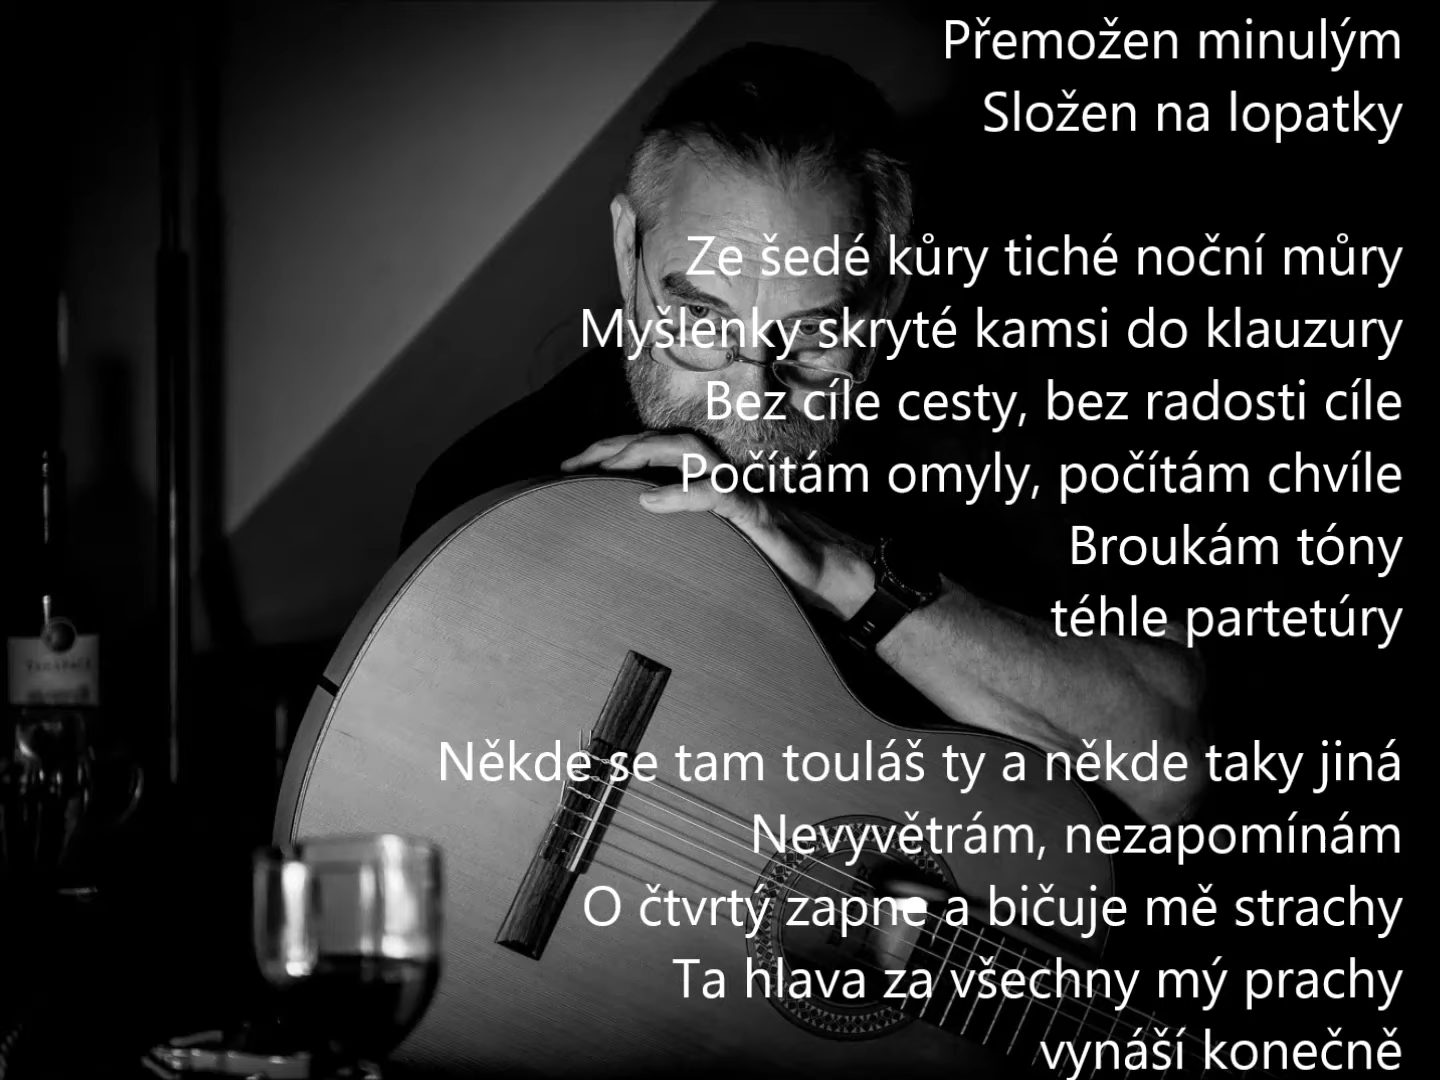 Přemožen minulým
Složen na lopatky
Ze šedé kůry tiché noční můry
Myšlenky skryté kamsi do klauzury
Bez cíle cesty, bez radosti cíle
Počítám omyly, počítám chvíle
Broukám tóny
téhle partetúry
Někde se tam touláš ty a někde taky jiná
Nevyvětrám, nezapomínám
O čtvrtý zapne a bičuje mě strachy
Ta hlava za všechny mý prachy
vynáší konečně